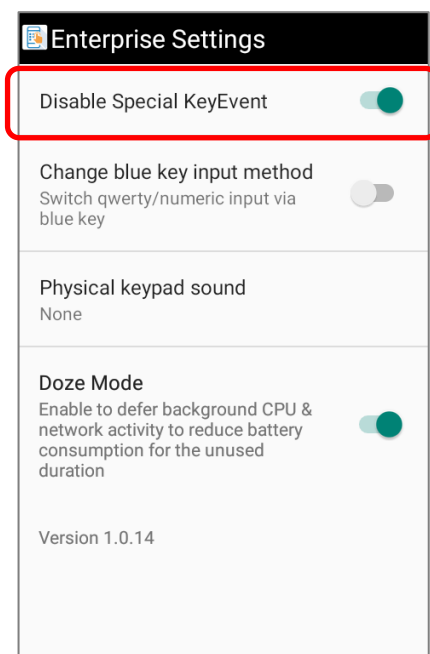 Enterprise Settings
Disable Special KeyEvent
Change blue key input method
Switch qwerty/numeric input via
blue key
Physical keypad sound
None
Doze Mode
Enable to defer background CPU &
network activity to reduce battery
consumption for the unused
duration
Version 1.0.14